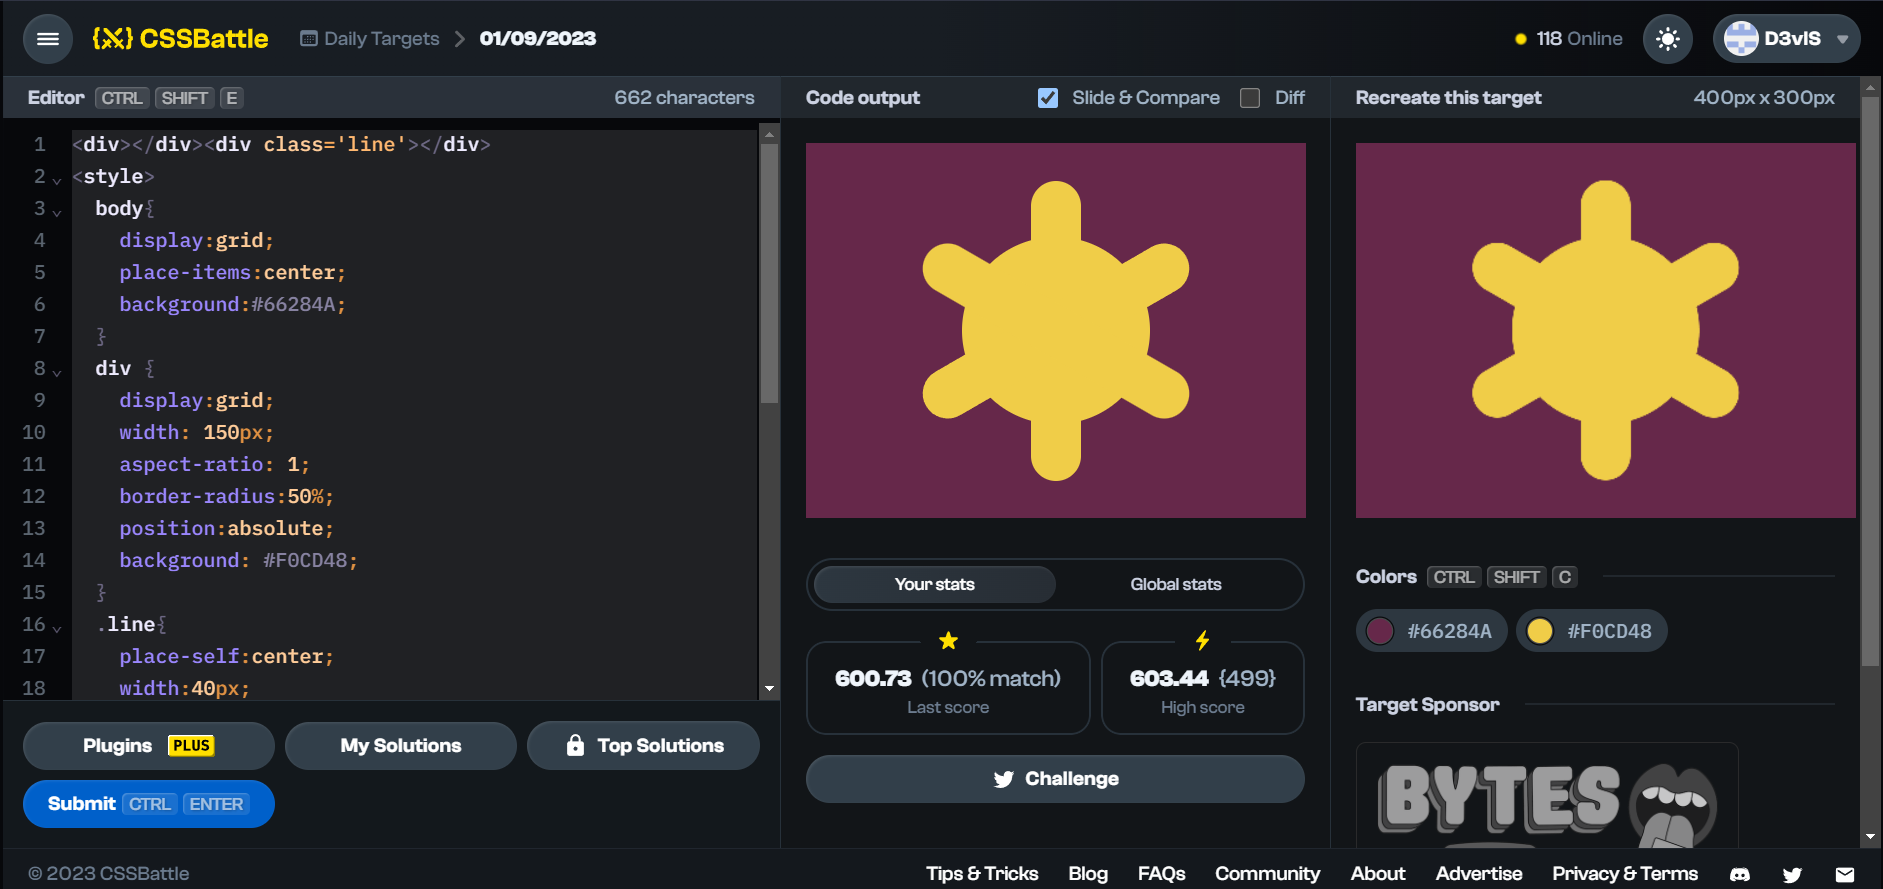 {X} CSSBattle
Daily Targets
01/09/2023
118 Online
D3vlS
Editor CTRL SHIFT E
662 characters
1 <div></div><div class='line'></div>
2 <style>
3 body{
4 display:grid;
5 place-items:center;
6 background:#66284A;
7 }
8 div {
9 display:grid;
10 width: 150px;
11 aspect-ratio: 1;
12 border-radius:50%;
13 position:absolute;
14 background: #F0CD48;
15 }
16 .line{
17 place-self:center;
18 width:40px;
Plugins PLUS
My Solutions
Top Solutions
Submit CTRL ENTER
Code output
Slide & Compare
Diff
Your stats
Global stats
600.73 (100% match)
Last score
603.44 {499}
High score
Challenge
Recreate this target
400px x 300px
Colors CTRL SHIFT C
#66284A
#F0CD48
Target Sponsor
BYTES
© 2023 CSSBattle
Tips & Tricks
Blog
FAQs
Community
About
Advertise
Privacy & Terms